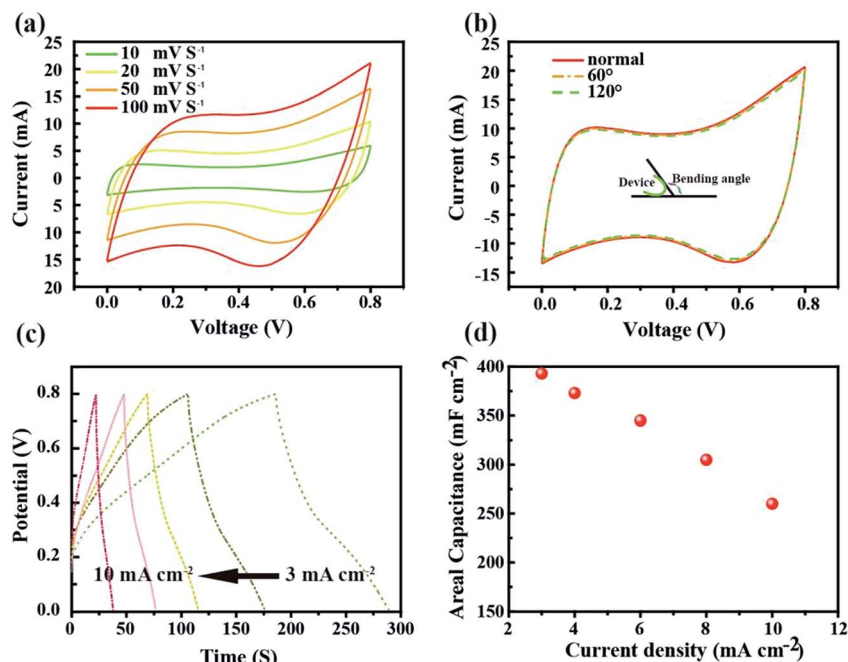 (a)
10 mV S⁻¹
20 mV S⁻¹
50 mV S⁻¹
100 mV S⁻¹
25
20
15
10
5
0
5
10
15
20
Current (mA)
0.0 0.2 0.4 0.6 0.8
Voltage (V)
(b)
normal
60°
120°
25
20
15
10
5
0
-5
-10
-15
Current (mA)
Device
Bending angle
0.0 0.2 0.4 0.6 0.8
Voltage (V)
(c)
0.8
0.6
0.4
0.2
0.0
Potential (V)
10 mA cm⁻² 3 mA cm⁻²
0 50 100 150 200 250 300
Time (S)
(d)
400
350
300
250
150
Areal Capacitance (mF cm⁻²)
2 4 6 8 10 12
Current density (mA cm⁻²)